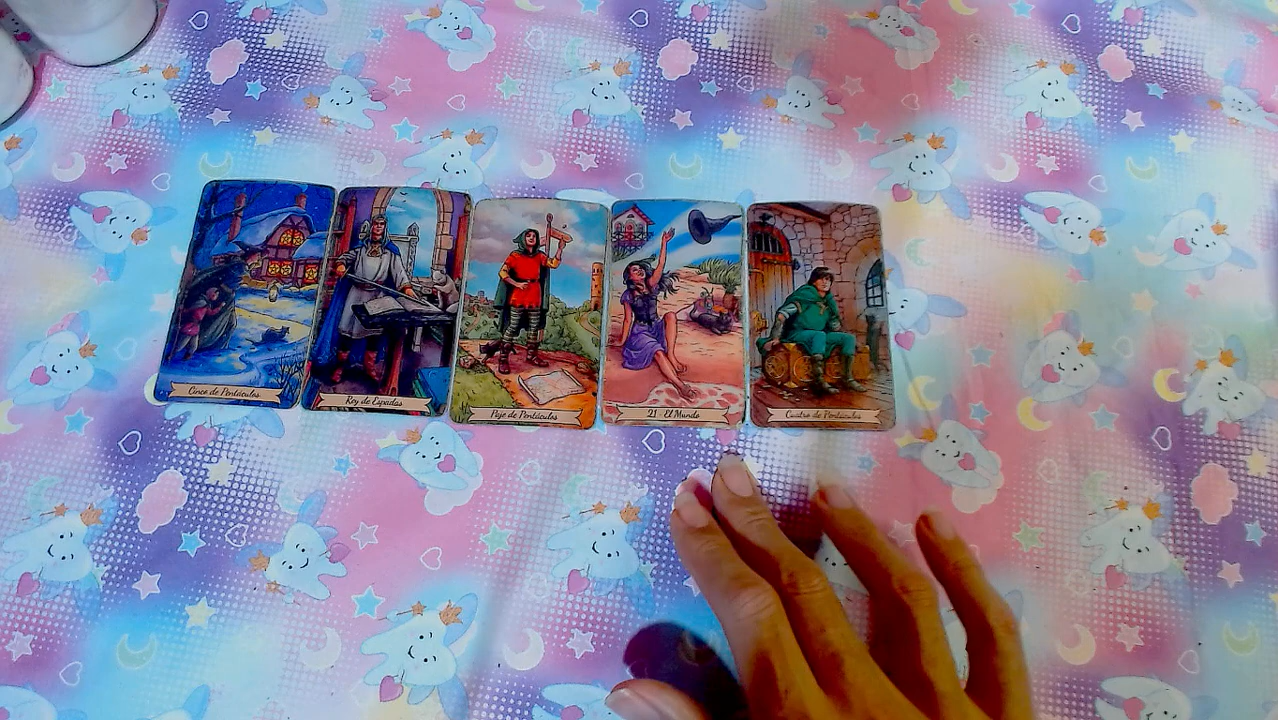 Cinco de Pentáculos
Rey de Espadas
Paje de Pentáculos
21 - El Mundo
Cuatro de Pentáculos